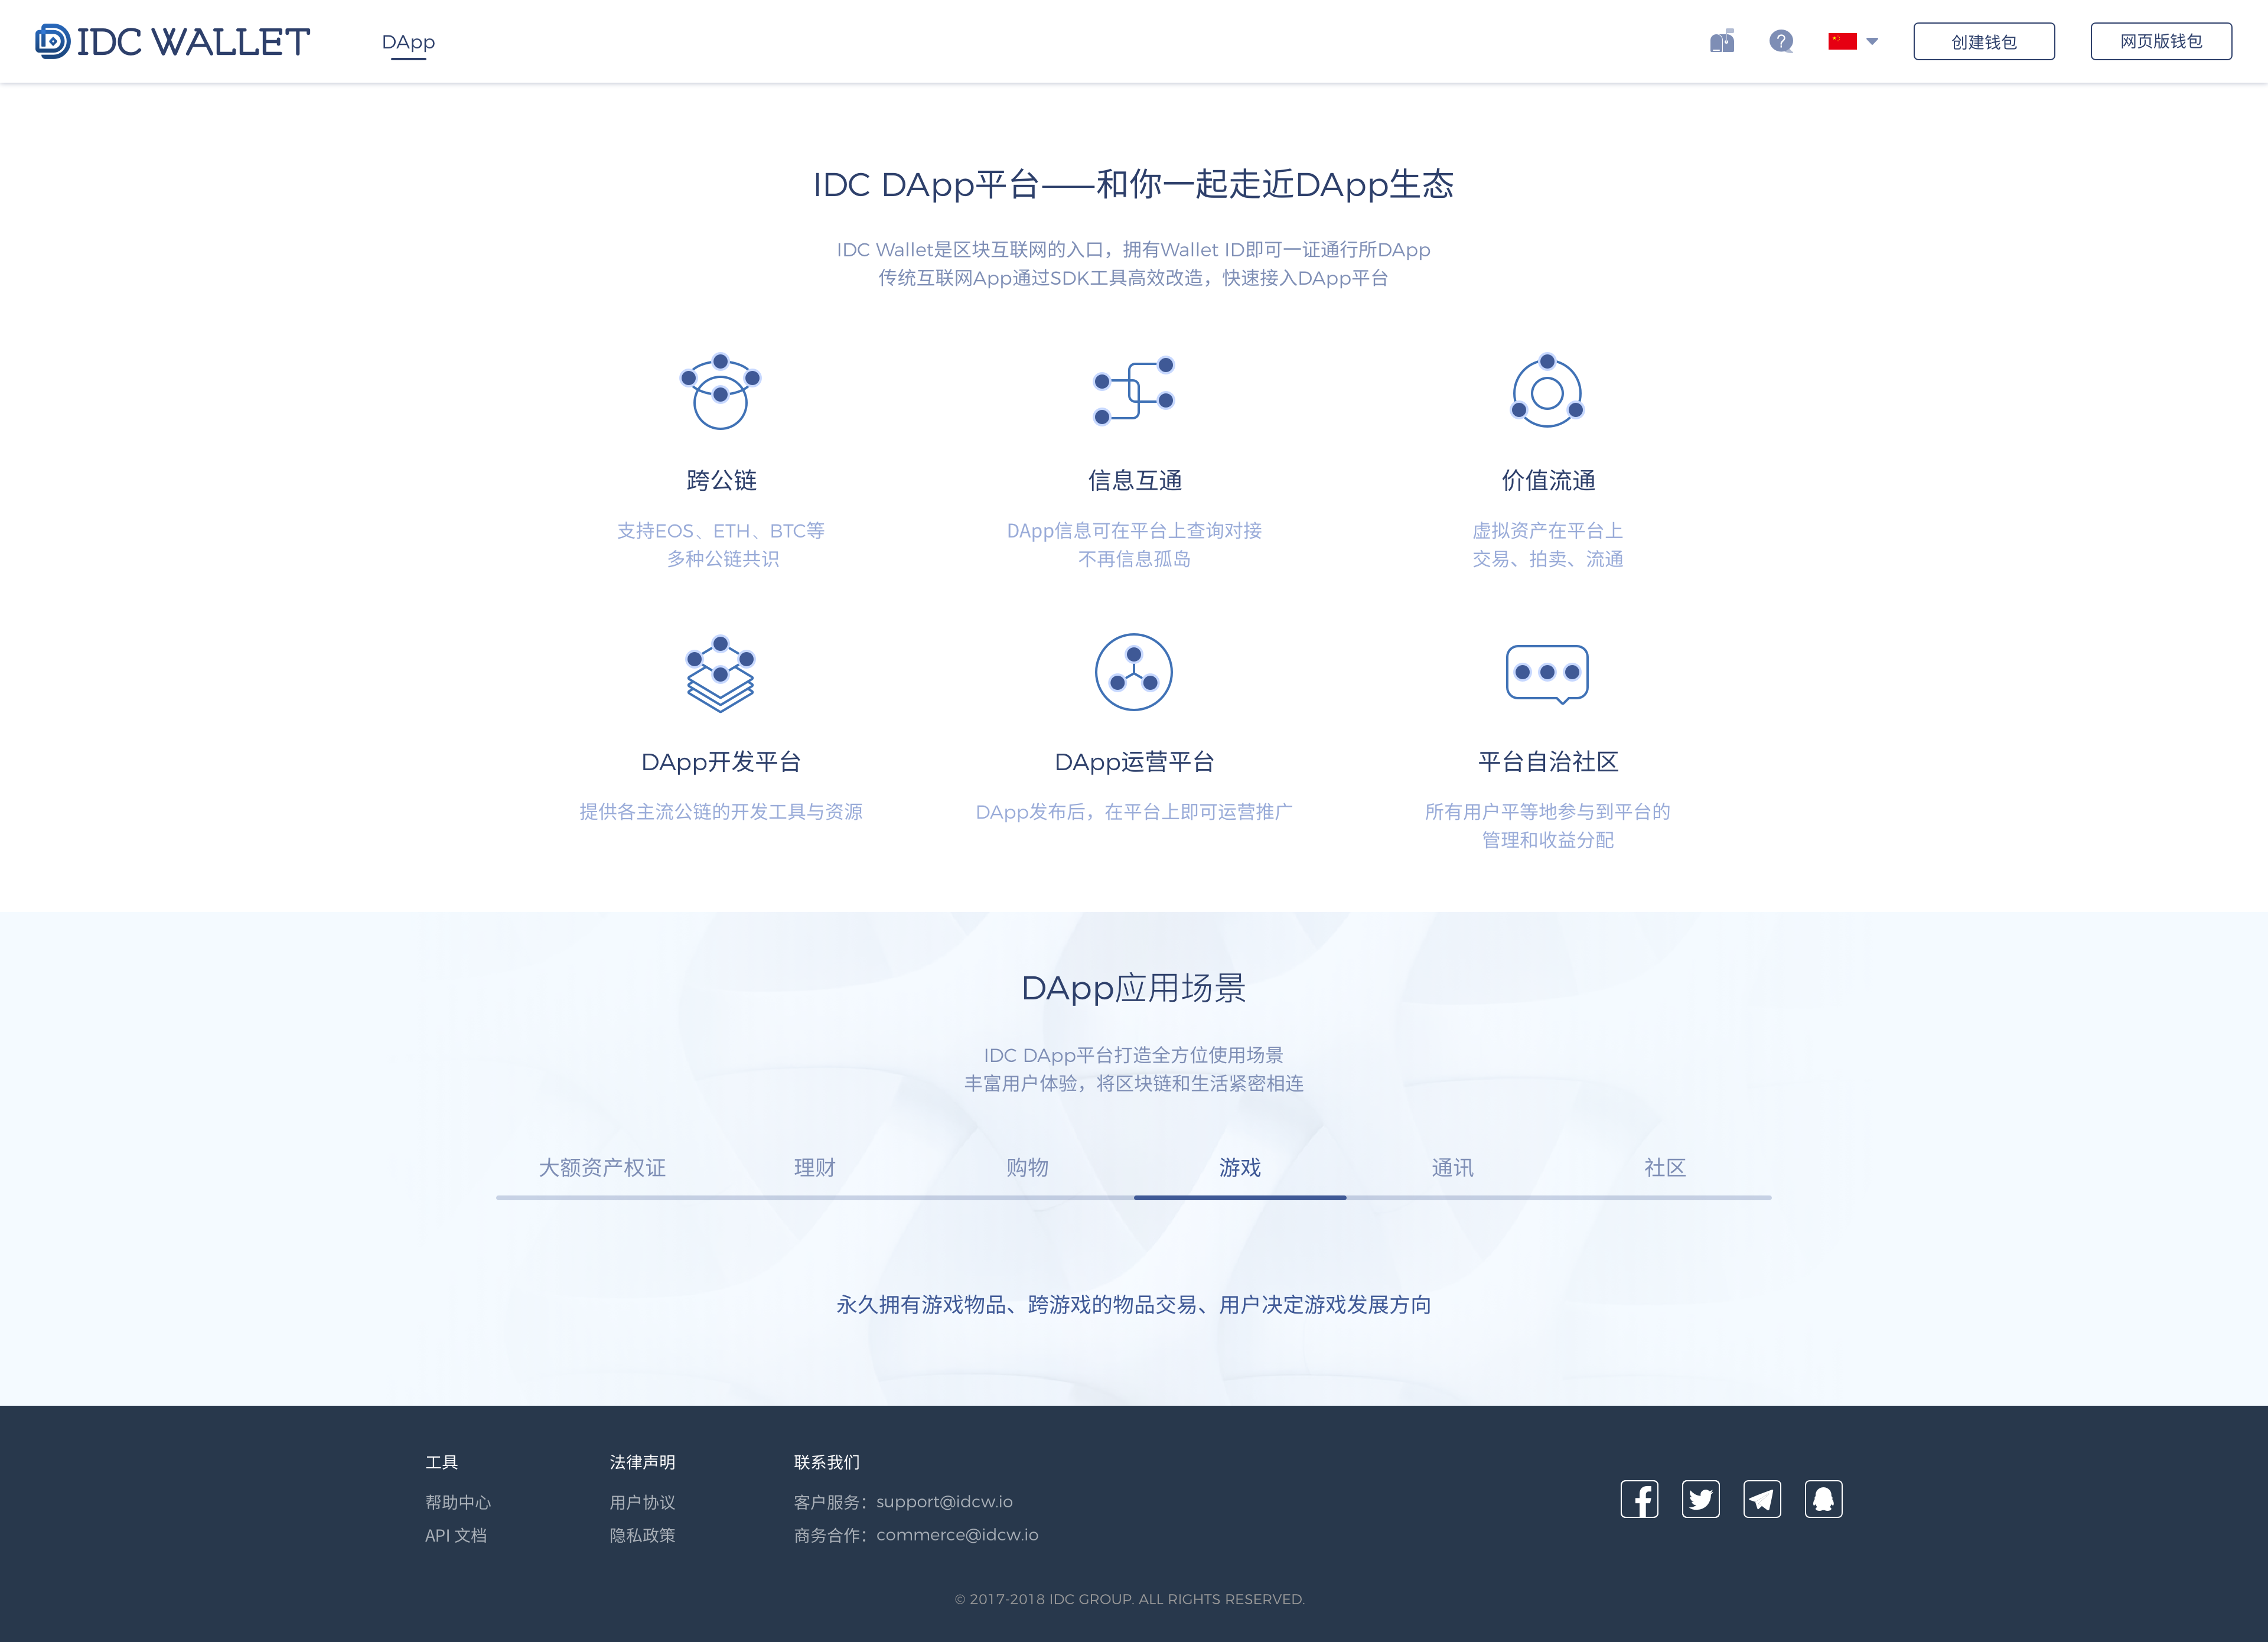 IDC WALLET
DApp
创建钱包
网页版钱包
IDC DApp平台——和你一起走近DApp生态
IDC Wallet是区块互联网的入口，拥有Wallet ID即可一证通行所DApp
传统互联网App通过SDK工具高效改造，快速接入DApp平台
跨公链
支持EOS、ETH、BTC等
多种公链共识
信息互通
DApp信息可在平台上查询对接
不再信息孤岛
价值流通
虚拟资产在平台上
交易、拍卖、流通
DApp开发平台
提供各主流公链的开发工具与资源
DApp运营平台
DApp发布后，在平台上即可运营推广
平台自治社区
所有用户平等地参与到平台的
管理和收益分配
DApp应用场景
IDC DApp平台打造全方位使用场景
丰富用户体验，将区块链和生活紧密相连
大额资产权证
理财
购物
游戏
通讯
社区
永久拥有游戏物品、跨游戏的物品交易、用户决定游戏发展方向
工具
帮助中心
API 文档
法律声明
用户协议
隐私政策
联系我们
客户服务：support@idcw.io
商务合作：commerce@idcw.io
© 2017-2018 IDC GROUP. ALL RIGHTS RESERVED.